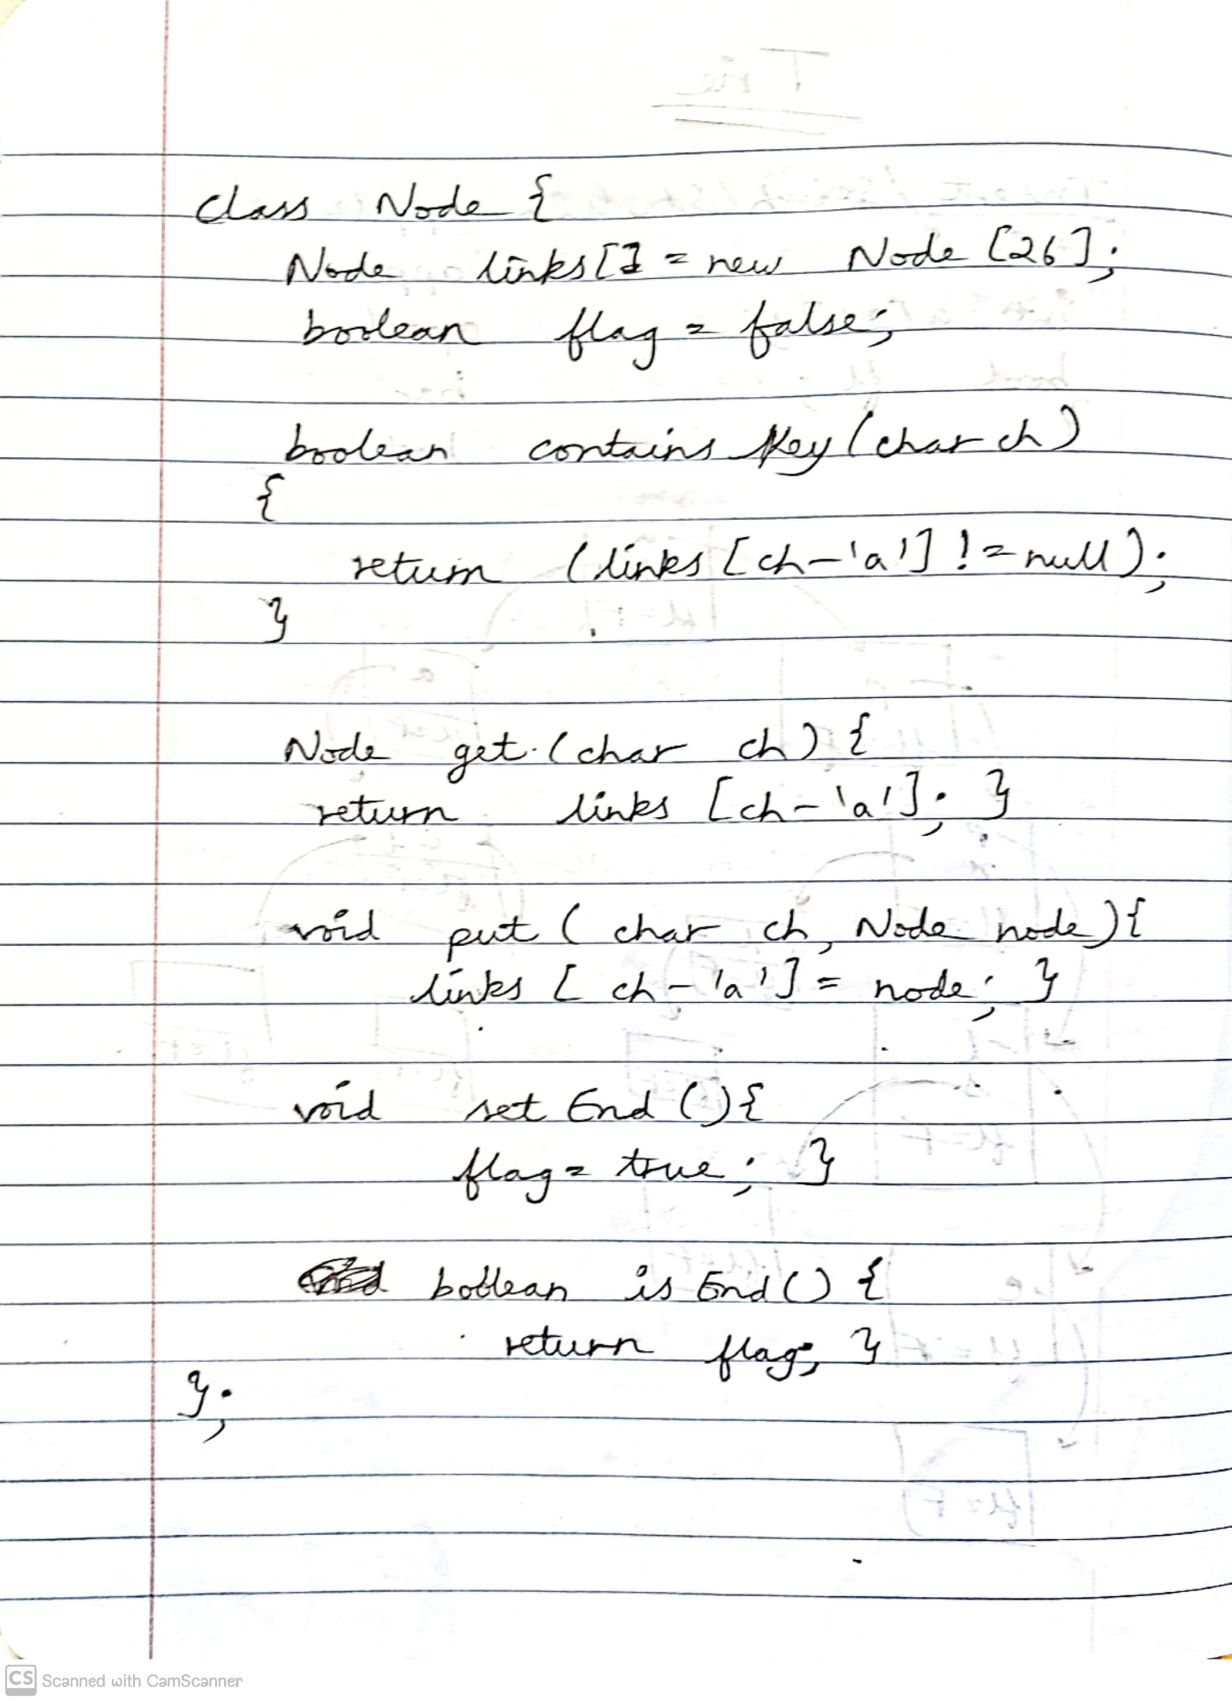 class Node {
Node links[] = new Node [26];
boolean flag = false;
boolean contains Key (char ch)
{
return (links [ch-'a'] != null);
}
Node get (char ch) {
return links [ch-'a']; }
void put ( char ch, Node node) {
links [ ch-'a'] = node; }
void set End () {
flag = true; }
boolean is End () {
return flag; }
};
CS Scanned with CamScanner